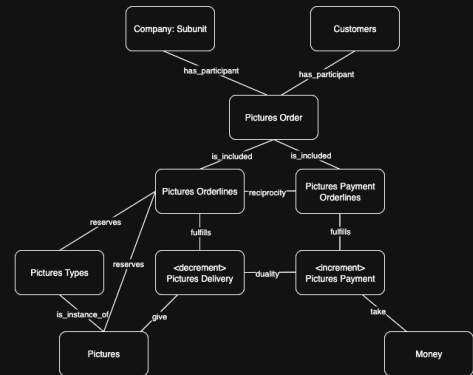 Company: Subunit
Customers
has_participant
has_participant
Pictures Order
is_included
is_included
Pictures Orderlines
reciprocity
Pictures Payment
Orderlines
reserves
fulfills
fulfills
reserves
Pictures Types
<decrement>
Pictures Delivery
duality
<increment>
Pictures Payment
is_instance_of
give
take
Pictures
Money